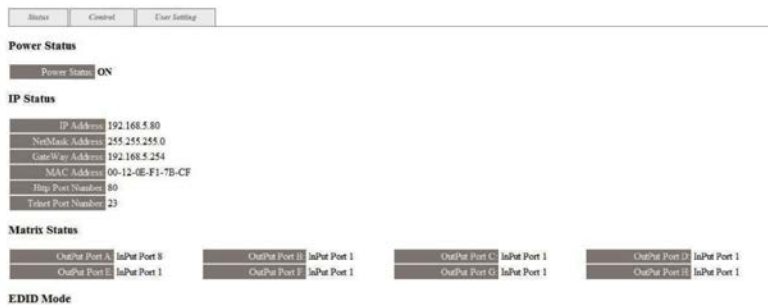 Status Control User Setting
Power Status
Power Status: ON
IP Status
IP Address: 192.168.5.80
NetMask Address: 255.255.255.0
GateWay Address: 192.168.5.254
MAC Address: 00-12-0E-F1-7B-CF
Http Port Number: 80
Telnet Port Number: 23
Matrix Status
OutPut Port A: InPut Port 8 OutPut Port B: InPut Port 1 OutPut Port C: InPut Port 1 OutPut Port D: InPut Port 1
OutPut Port E: InPut Port 1 OutPut Port F: InPut Port 1 OutPut Port G: InPut Port 1 OutPut Port H: InPut Port 1
EDID Mode